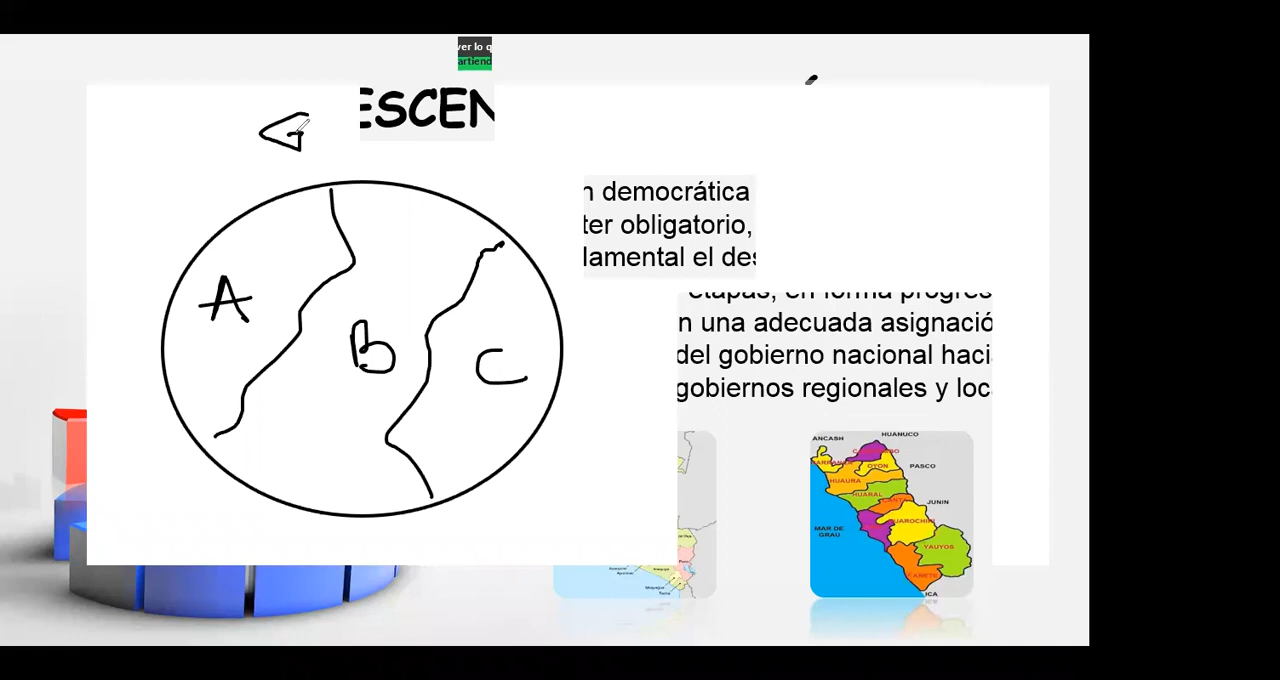 ver lo q
artiend
ESCEN
G
A
B
C
n democrática
ter obligatorio,
lamental el des
etapas, en forma progres
n una adecuada asignació
del gobierno nacional haci
gobiernos regionales y loc
ANCASH
HUANUCO
OYON
PASCO
HUAURA
HUARAL
JUNIN
MAR DE
GRAU
HUAROCHIRI
YAUYOS
CAÑETE
ICA